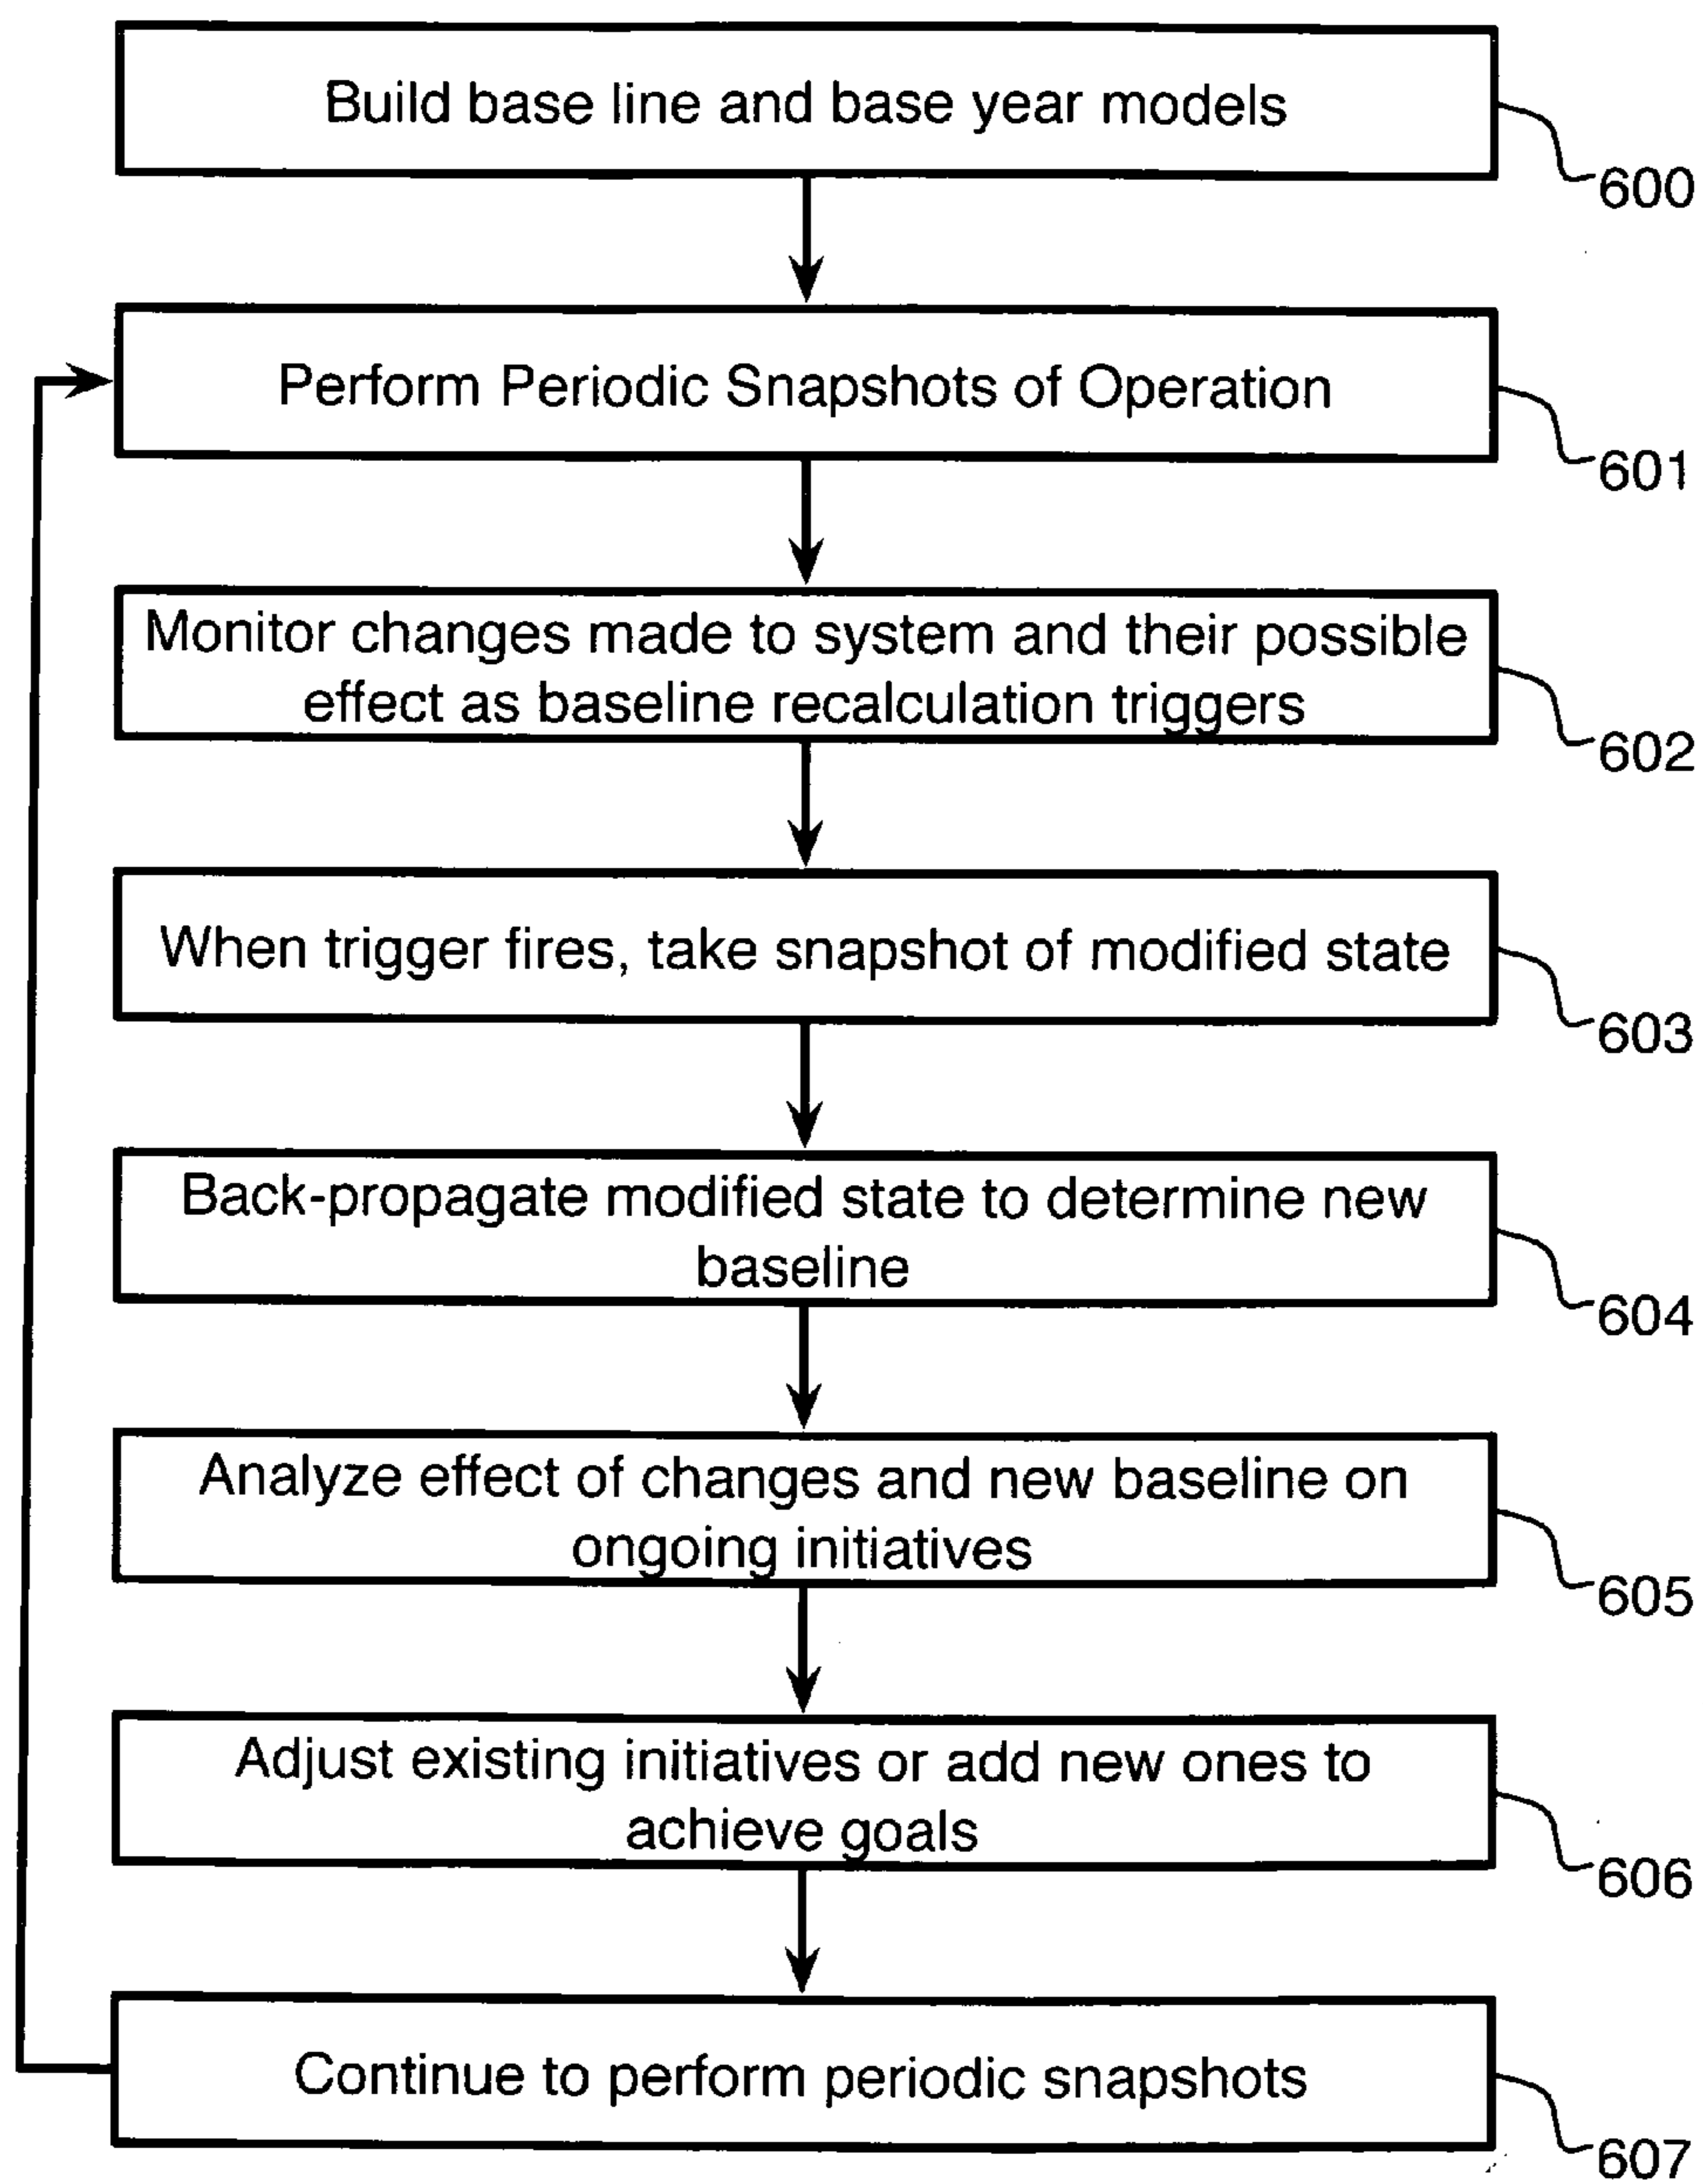 Build base line and base year models
600
Perform Periodic Snapshots of Operation
601
Monitor changes made to system and their possible
effect as baseline recalculation triggers
602
When trigger fires, take snapshot of modified state
603
Back-propagate modified state to determine new
baseline
604
Analyze effect of changes and new baseline on
ongoing initiatives
605
Adjust existing initiatives or add new ones to
achieve goals
606
Continue to perform periodic snapshots
607